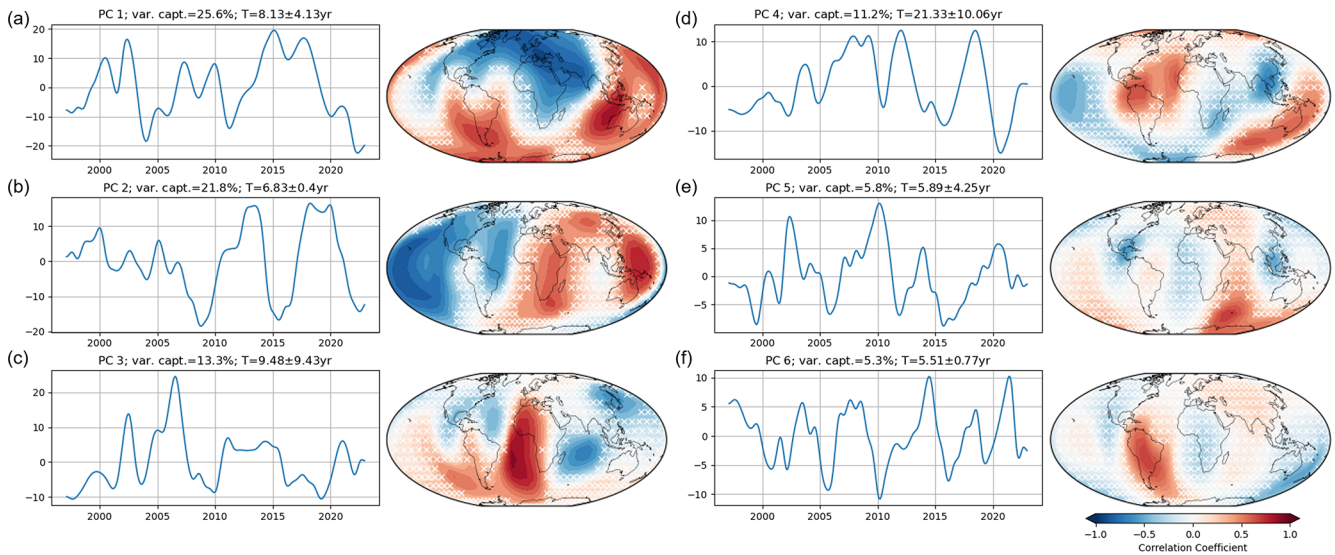 (a)
PC 1; var. capt.=25.6%; T=8.13±4.13yr
20
10
0
−10
−20
2000 2005 2010 2015 2020
(b)
PC 2; var. capt.=21.8%; T=6.83±0.4yr
10
0
−10
−20
2000 2005 2010 2015 2020
(c)
PC 3; var. capt.=13.3%; T=9.48±9.43yr
20
10
0
−10
2000 2005 2010 2015 2020
(d)
PC 4; var. capt.=11.2%; T=21.33±10.06yr
10
0
−10
2000 2005 2010 2015 2020
(e)
PC 5; var. capt.=5.8%; T=5.89±4.25yr
10
5
0
−5
2000 2005 2010 2015 2020
(f)
PC 6; var. capt.=5.3%; T=5.51±0.77yr
10
5
0
−5
−10
2000 2005 2010 2015 2020
−1.0 −0.5 0.0 0.5 1.0
Correlation Coefficient